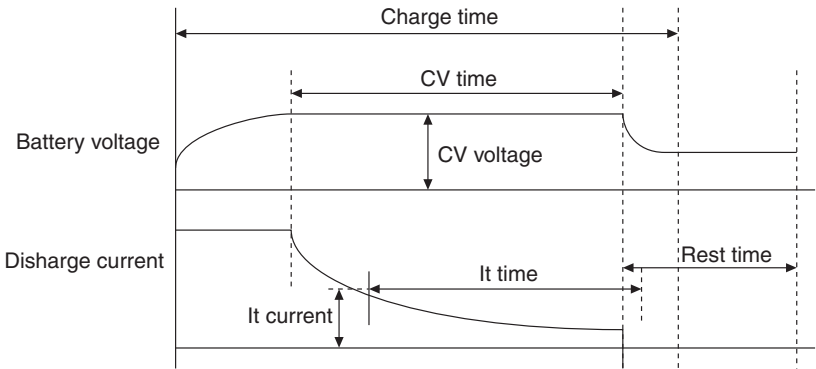 Charge time
CV time
Battery voltage
CV voltage
Disharge current
Rest time
It time
It current